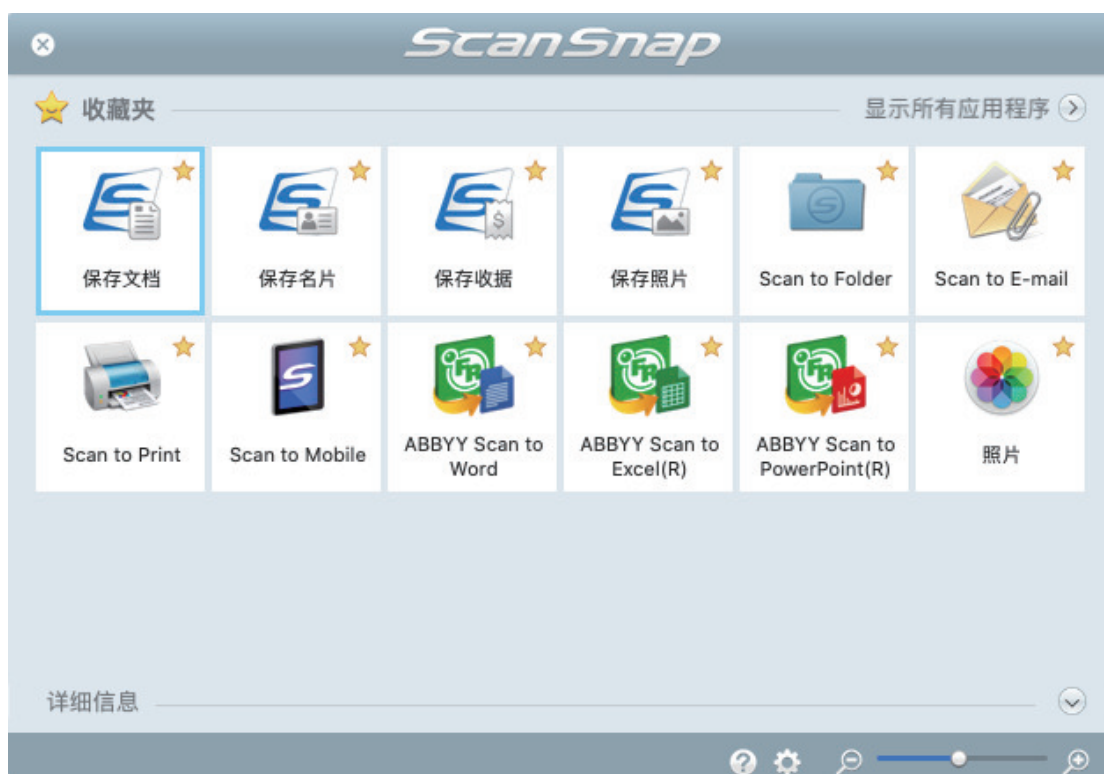 ScanSnap
收藏夹
显示所有应用程序
保存文档
保存名片
保存收据
保存照片
Scan to Folder
Scan to E-mail
Scan to Print
Scan to Mobile
ABBYY Scan to
Word
ABBYY Scan to
Excel(R)
ABBYY Scan to
PowerPoint(R)
照片
详细信息